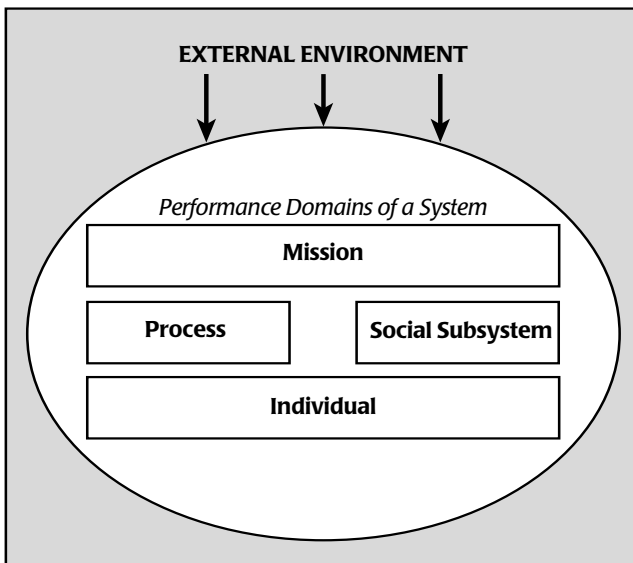 EXTERNAL ENVIRONMENT
Performance Domains of a System
Mission
Process
Social Subsystem
Individual